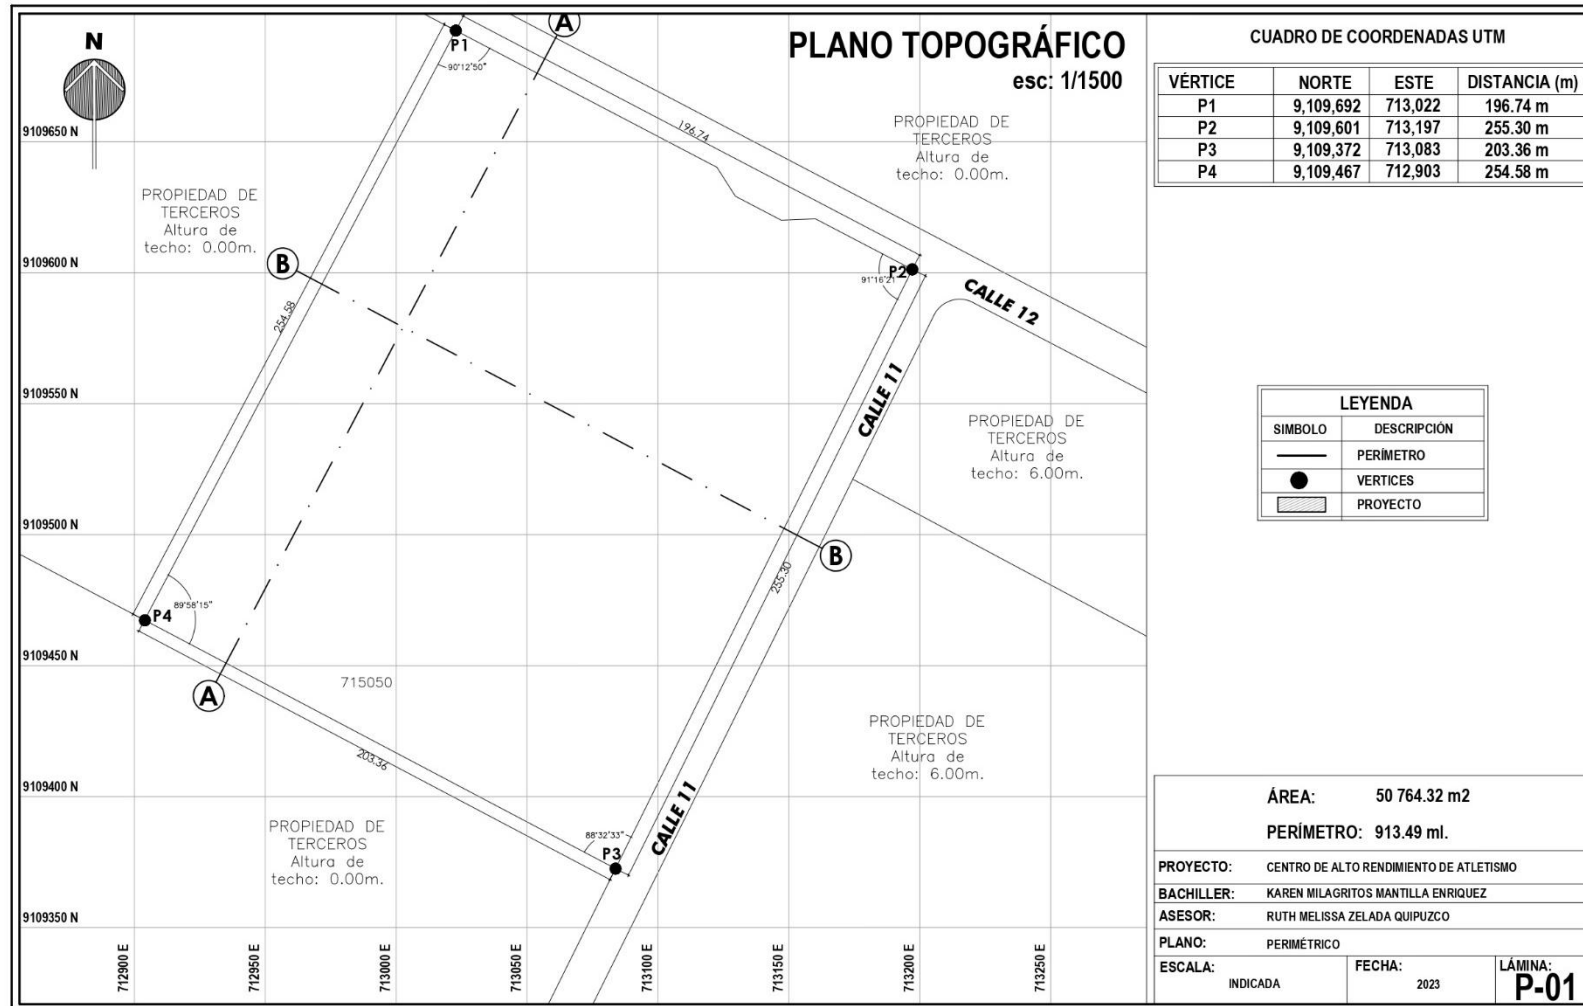 N
PLANO TOPOGRÁFICO
esc: 1/1500
A
P1
90°12'50"
196.74
9109650 N
PROPIEDAD DE
TERCEROS
Altura de
techo: 0.00m.
PROPIEDAD DE
TERCEROS
Altura de
techo: 0.00m.
9109600 N
B
P2
91°16'21"
CALLE 12
254.58
9109550 N
CALLE 11
PROPIEDAD DE
TERCEROS
Altura de
techo: 6.00m.
9109500 N
B
255.30
89°58'15"
P4
9109450 N
715050
A
PROPIEDAD DE
TERCEROS
Altura de
techo: 6.00m.
203.36
9109400 N
PROPIEDAD DE
TERCEROS
Altura de
techo: 0.00m.
88°32'33"
P3
CALLE 11
9109350 N
712900 E
712950 E
713000 E
713050 E
713100 E
713150 E
713200 E
713250 E
CUADRO DE COORDENADAS UTM
VÉRTICE NORTE ESTE DISTANCIA (m)
P1 9,109,692 713,022 196.74 m
P2 9,109,601 713,197 255.30 m
P3 9,109,372 713,083 203.36 m
P4 9,109,467 712,903 254.58 m
LEYENDA
SIMBOLO DESCRIPCIÓN
PERÍMETRO
VERTICES
PROYECTO
ÁREA: 50 764.32 m2
PERÍMETRO: 913.49 ml.
PROYECTO: CENTRO DE ALTO RENDIMIENTO DE ATLETISMO
BACHILLER: KAREN MILAGRITOS MANTILLA ENRIQUEZ
ASESOR: RUTH MELISSA ZELADA QUIPUZCO
PLANO: PERIMÉTRICO
ESCALA: INDICADA
FECHA: 2023
LÁMINA: P-01